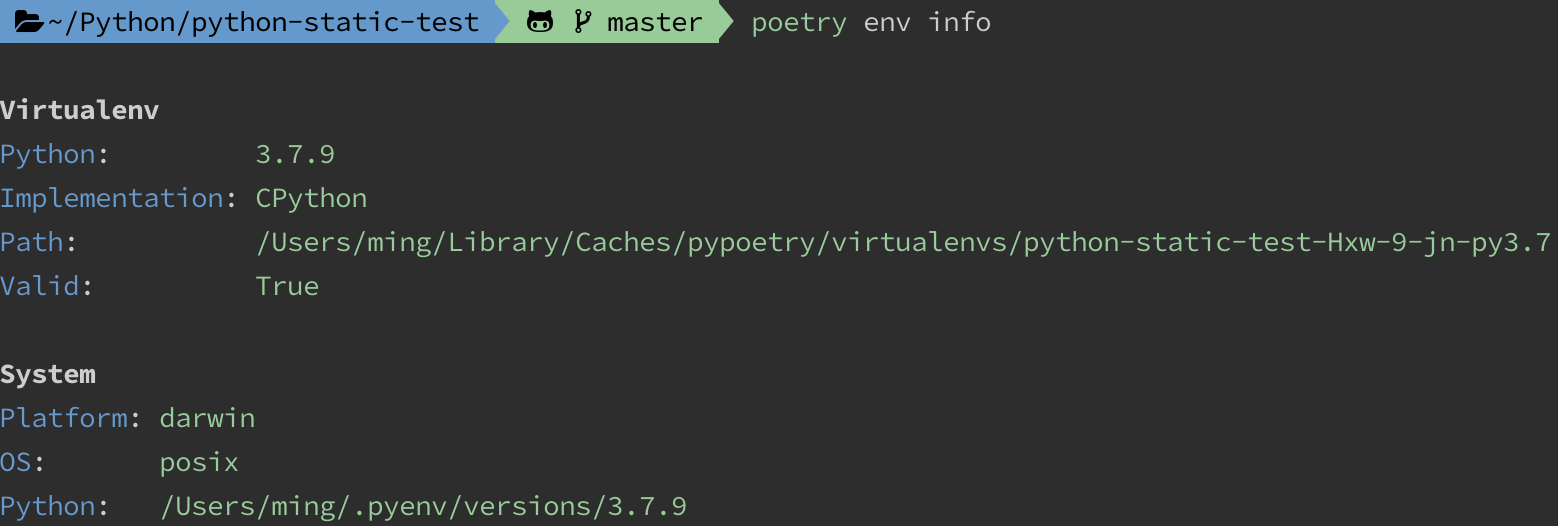 ~/Python/python-static-test master poetry env info
Virtualenv
Python: 3.7.9
Implementation: CPython
Path: /Users/ming/Library/Caches/pypoetry/virtualenvs/python-static-test-Hxw-9-jn-py3.7
Valid: True
System
Platform: darwin
OS: posix
Python: /Users/ming/.pyenv/versions/3.7.9